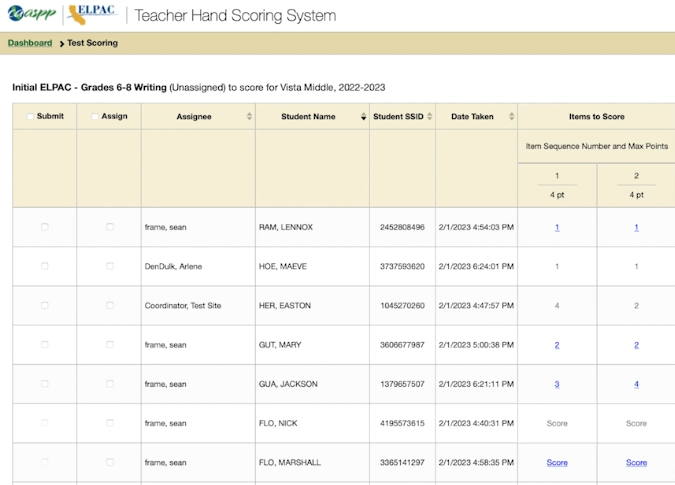 caaspp ELPAC Teacher Hand Scoring System
Dashboard Test Scoring
Initial ELPAC - Grades 6-8 Writing (Unassigned) to score for Vista Middle, 2022-2023
Submit Assign Assignee Student Name Student SSID Date Taken Items to Score
Item Sequence Number and Max Points
1 2
4 pt 4 pt
frame, sean RAM, LENNOX 2452808496 2/1/2023 4:54:03 PM 1 1
DenDulk, Arlene HOE, MAEVE 3737593620 2/1/2023 6:24:01 PM 1 1
Coordinator, Test Site HER, EASTON 1045270260 2/1/2023 4:47:57 PM 4 2
frame, sean GUT, MARY 3606677987 2/1/2023 5:00:38 PM 2 2
frame, sean GUA, JACKSON 1379657507 2/1/2023 6:21:11 PM 3 4
frame, sean FLO, NICK 4195573615 2/1/2023 4:40:31 PM Score Score
frame, sean FLO, MARSHALL 3365141297 2/1/2023 4:58:35 PM Score Score